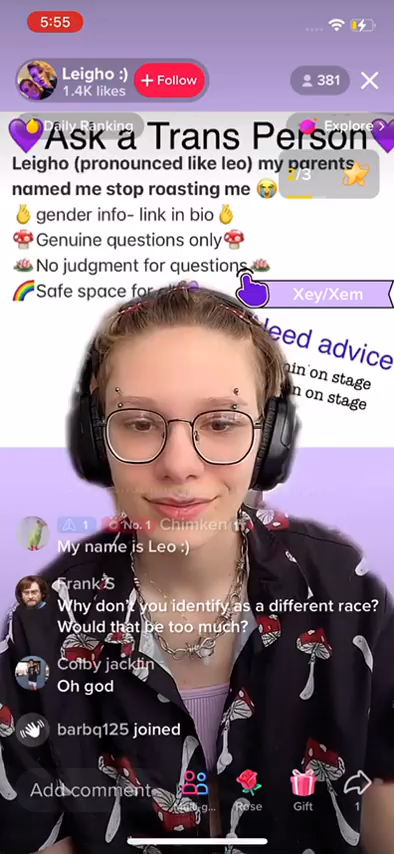 5:55
Leigho :)
1.4K likes
+ Follow
381
Daily Ranking
Explore >
💜Ask a Trans Person💜
Leigho (pronounced like leo) my parents
named me stop roasting me 😭
/3
🫰gender info- link in bio🫰
🍄Genuine questions only🍄
🪷No judgment for questions🪷
🌈Safe space for
Xey/Xem
eed advice
on stage
on on stage
1
No. 1
Chimken
My name is Leo :)
Frank S
Why don't you identify as a different race?
Would that be too much?
Colby jacklin
Oh god
barbq125 joined
Add comment
Rose
Gift
1